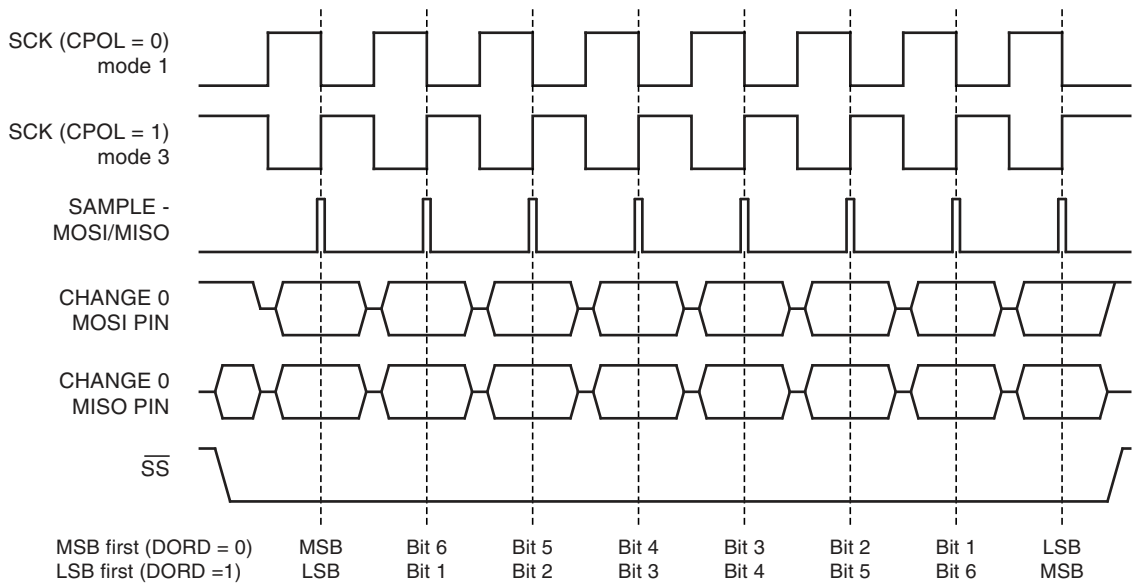 SCK (CPOL = 0)
mode 1
SCK (CPOL = 1)
mode 3
SAMPLE -
MOSI/MISO
CHANGE 0
MOSI PIN
CHANGE 0
MISO PIN
SS
MSB first (DORD = 0) MSB Bit 6 Bit 5 Bit 4 Bit 3 Bit 2 Bit 1 LSB
LSB first (DORD =1) LSB Bit 1 Bit 2 Bit 3 Bit 4 Bit 5 Bit 6 MSB